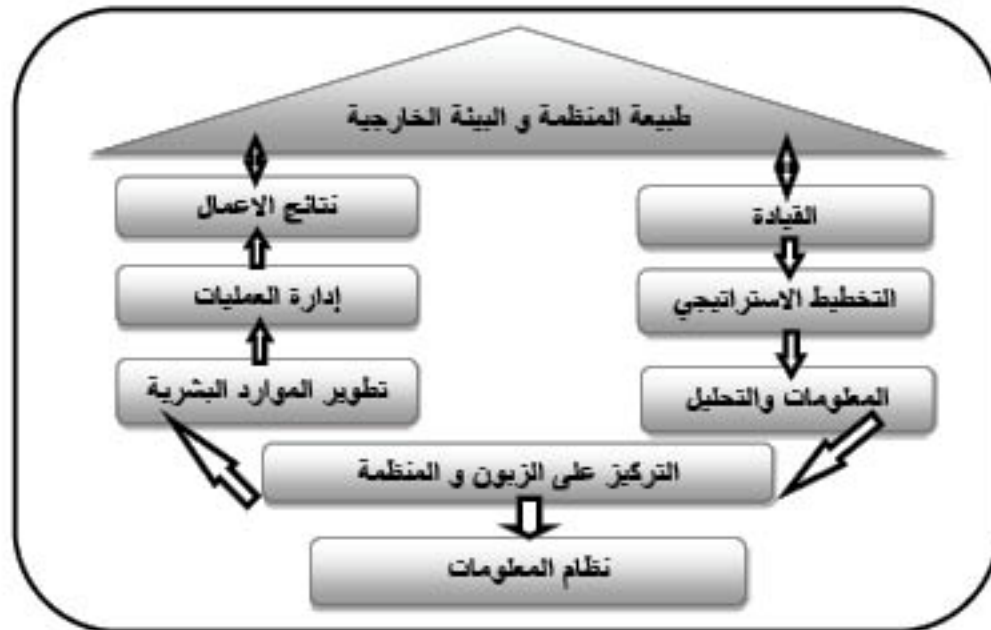 طبيعة المنظمة و البيئة الخارجية
القيادة
نتائج الاعمال
التخطيط الاستراتيجي
إدارة العمليات
المعلومات والتحليل
تطوير الموارد البشرية
التركيز على الزبون و المنظمة
نظام المعلومات